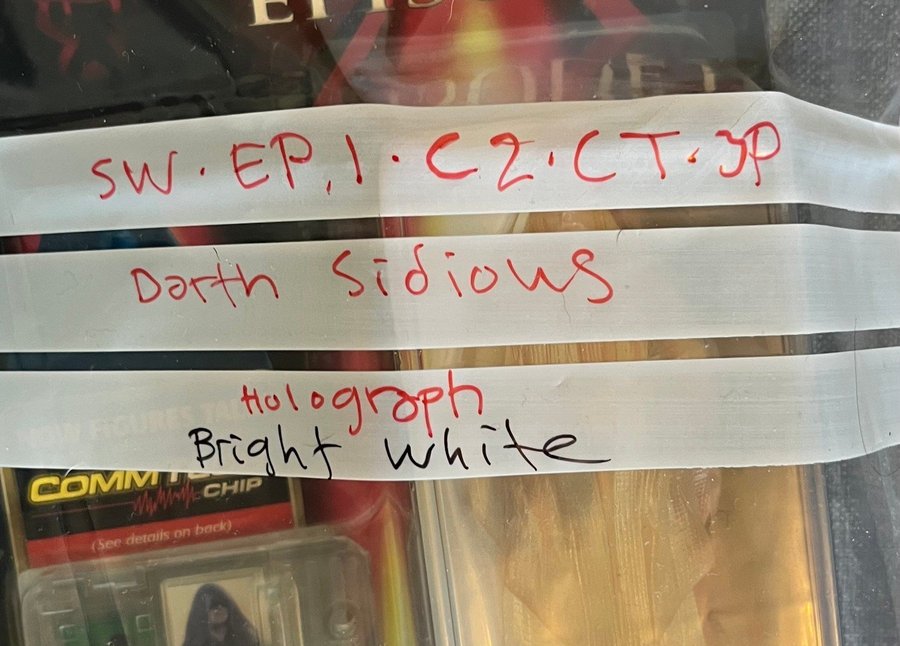 SW. EP.1. C2. CT. JP
Darth Sidious
Holograph
Bright white
COMM
CHIP
(See details on back)